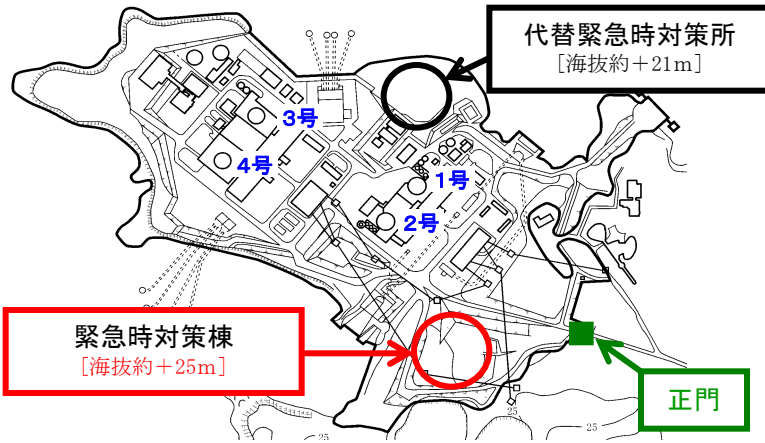 代替緊急時対策所
[海抜約+21m]
3号
4号
1号
2号
緊急時対策棟
[海抜約+25m]
正門
25
25
25